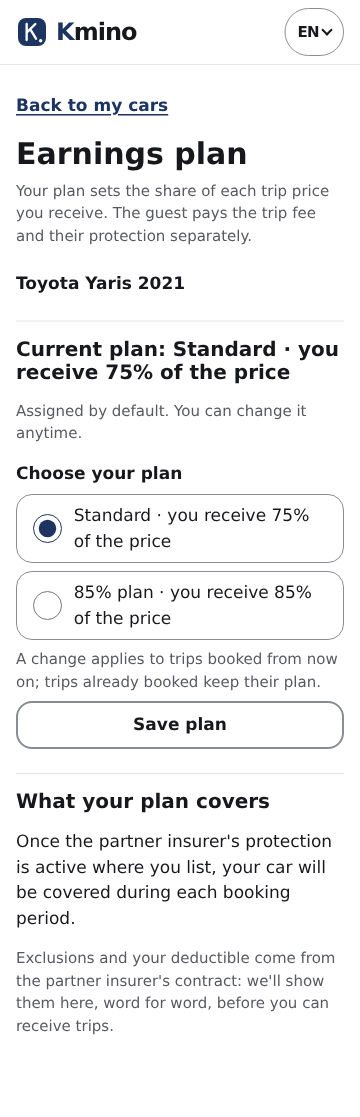 K.
Kmino
EN
Back to my cars
Earnings plan
Your plan sets the share of each trip price
you receive. The guest pays the trip fee
and their protection separately.
Toyota Yaris 2021
Current plan: Standard · you
receive 75% of the price
Assigned by default. You can change it
anytime.
Choose your plan
Standard · you receive 75%
of the price
85% plan · you receive 85%
of the price
A change applies to trips booked from now
on; trips already booked keep their plan.
Save plan
What your plan covers
Once the partner insurer's protection
is active where you list, your car will
be covered during each booking
period.
Exclusions and your deductible come from
the partner insurer's contract: we'll show
them here, word for word, before you can
receive trips.